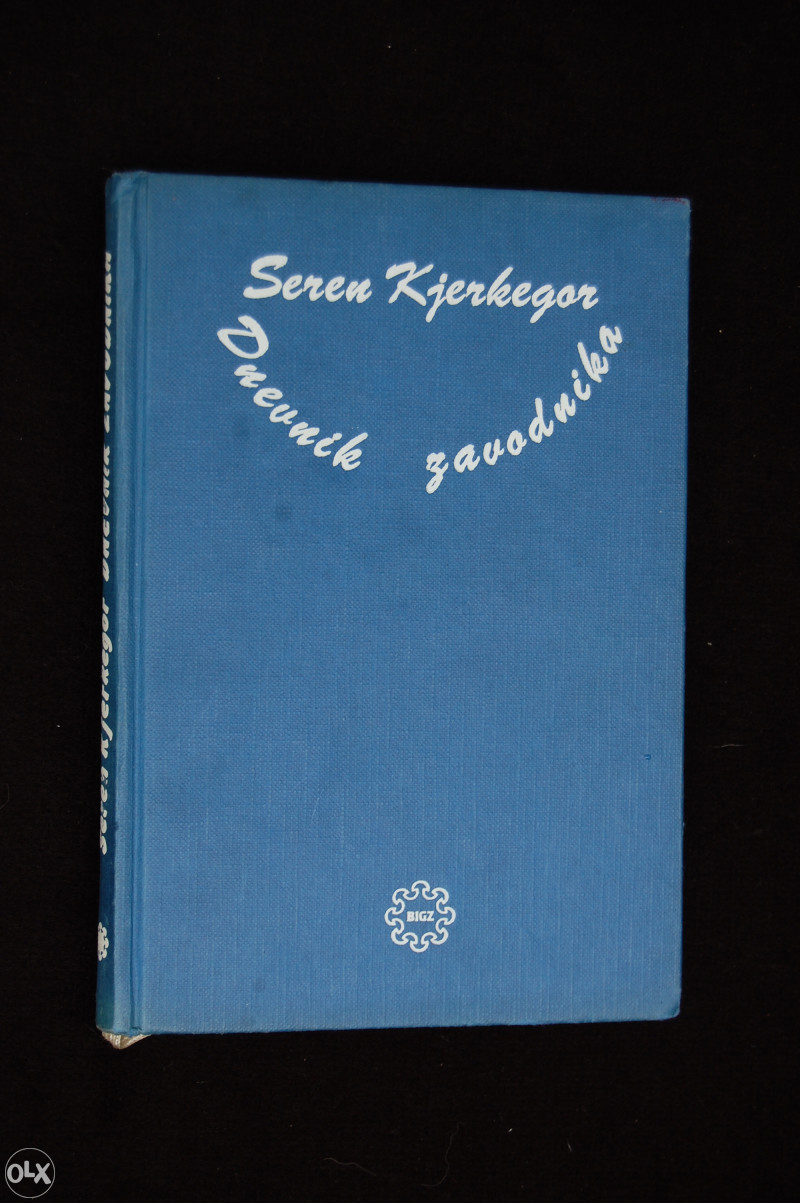 Seren Kjerkegor
Dnevnik zavodnika
BIGZ
Seren Kjerkegor DNEVNIK ZAVODNIKA
OLX